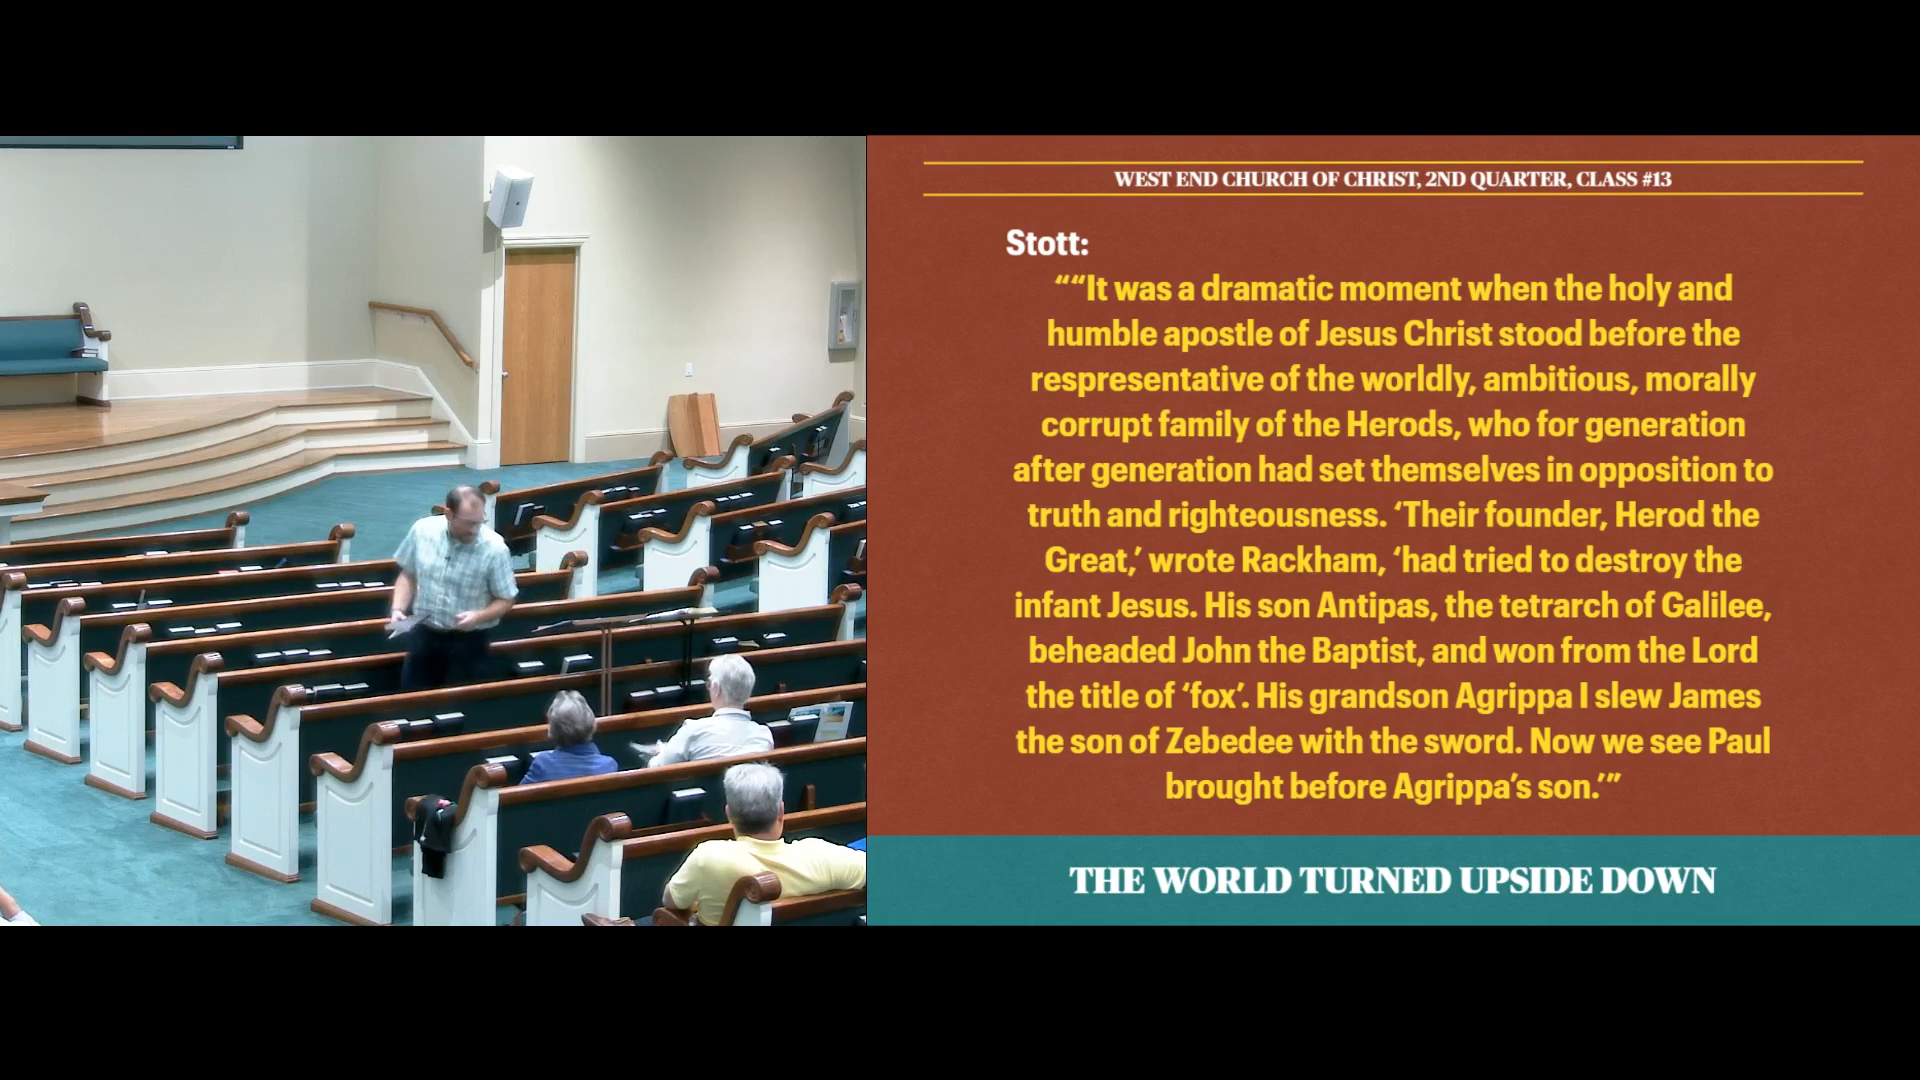 WEST END CHURCH OF CHRIST, 2ND QUARTER, CLASS #13
Stott:
““It was a dramatic moment when the holy and
humble apostle of Jesus Christ stood before the
respresentative of the worldly, ambitious, morally
corrupt family of the Herods, who for generation
after generation had set themselves in opposition to
truth and righteousness. ‘Their founder, Herod the
Great,’ wrote Rackham, ‘had tried to destroy the
infant Jesus. His son Antipas, the tetrarch of Galilee,
beheaded John the Baptist, and won from the Lord
the title of ‘fox’. His grandson Agrippa I slew James
the son of Zebedee with the sword. Now we see Paul
brought before Agrippa’s son.’”
THE WORLD TURNED UPSIDE DOWN